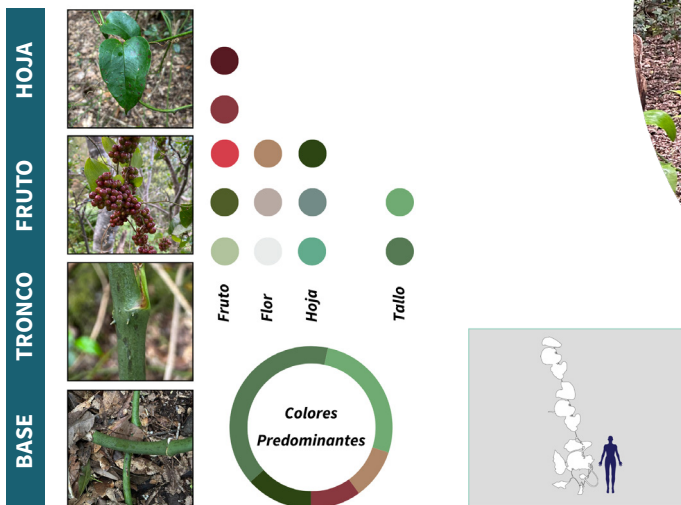 HOJA
FRUTO
TRONCO
BASE
Fruto
Flor
Hoja
Tallo
Colores
Predominantes